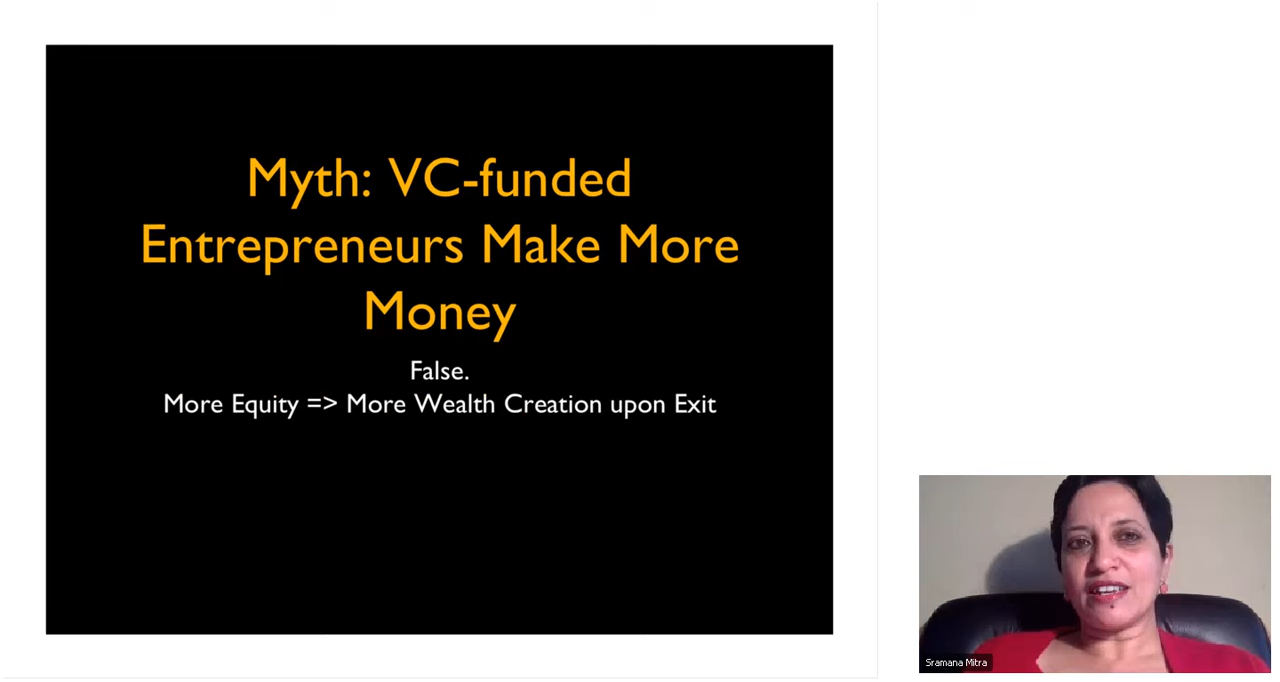 Myth: VC-funded
Entrepreneurs Make More
Money
False.
More Equity => More Wealth Creation upon Exit
Sramana Mitra